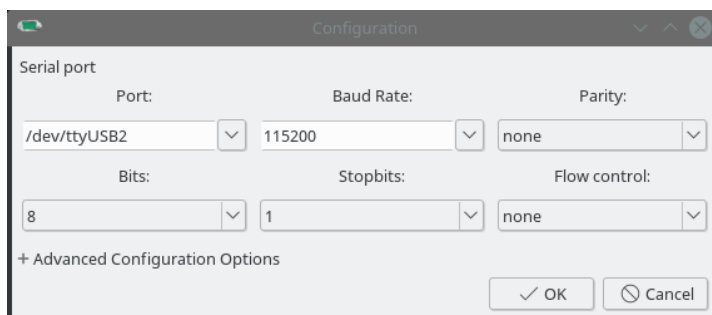 Configuration
Serial port
Port: Baud Rate: Parity:
/dev/ttyUSB2 115200 none
Bits: Stopbits: Flow control:
8 1 none
+ Advanced Configuration Options
OK Cancel